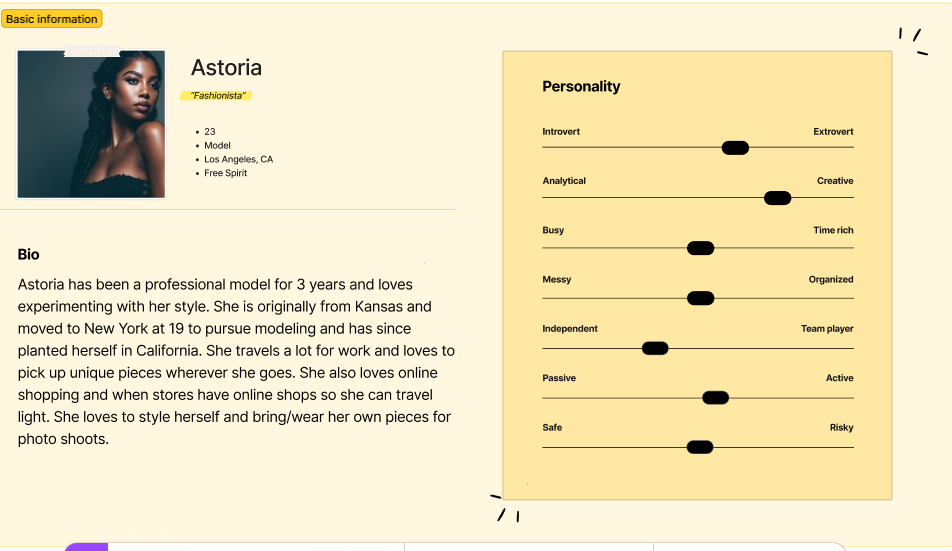 Basic information
Astoria
"Fashionista"
23
Model
Los Angeles, CA
Free Spirit
Bio
Astoria has been a professional model for 3 years and loves
experimenting with her style. She is originally from Kansas and
moved to New York at 19 to pursue modeling and has since
planted herself in California. She travels a lot for work and loves to
pick up unique pieces wherever she goes. She also loves online
shopping and when stores have online shops so she can travel
light. She loves to style herself and bring/wear her own pieces for
photo shoots.
Personality
Introvert Extrovert
Analytical Creative
Busy Time rich
Messy Organized
Independent Team player
Passive Active
Safe Risky